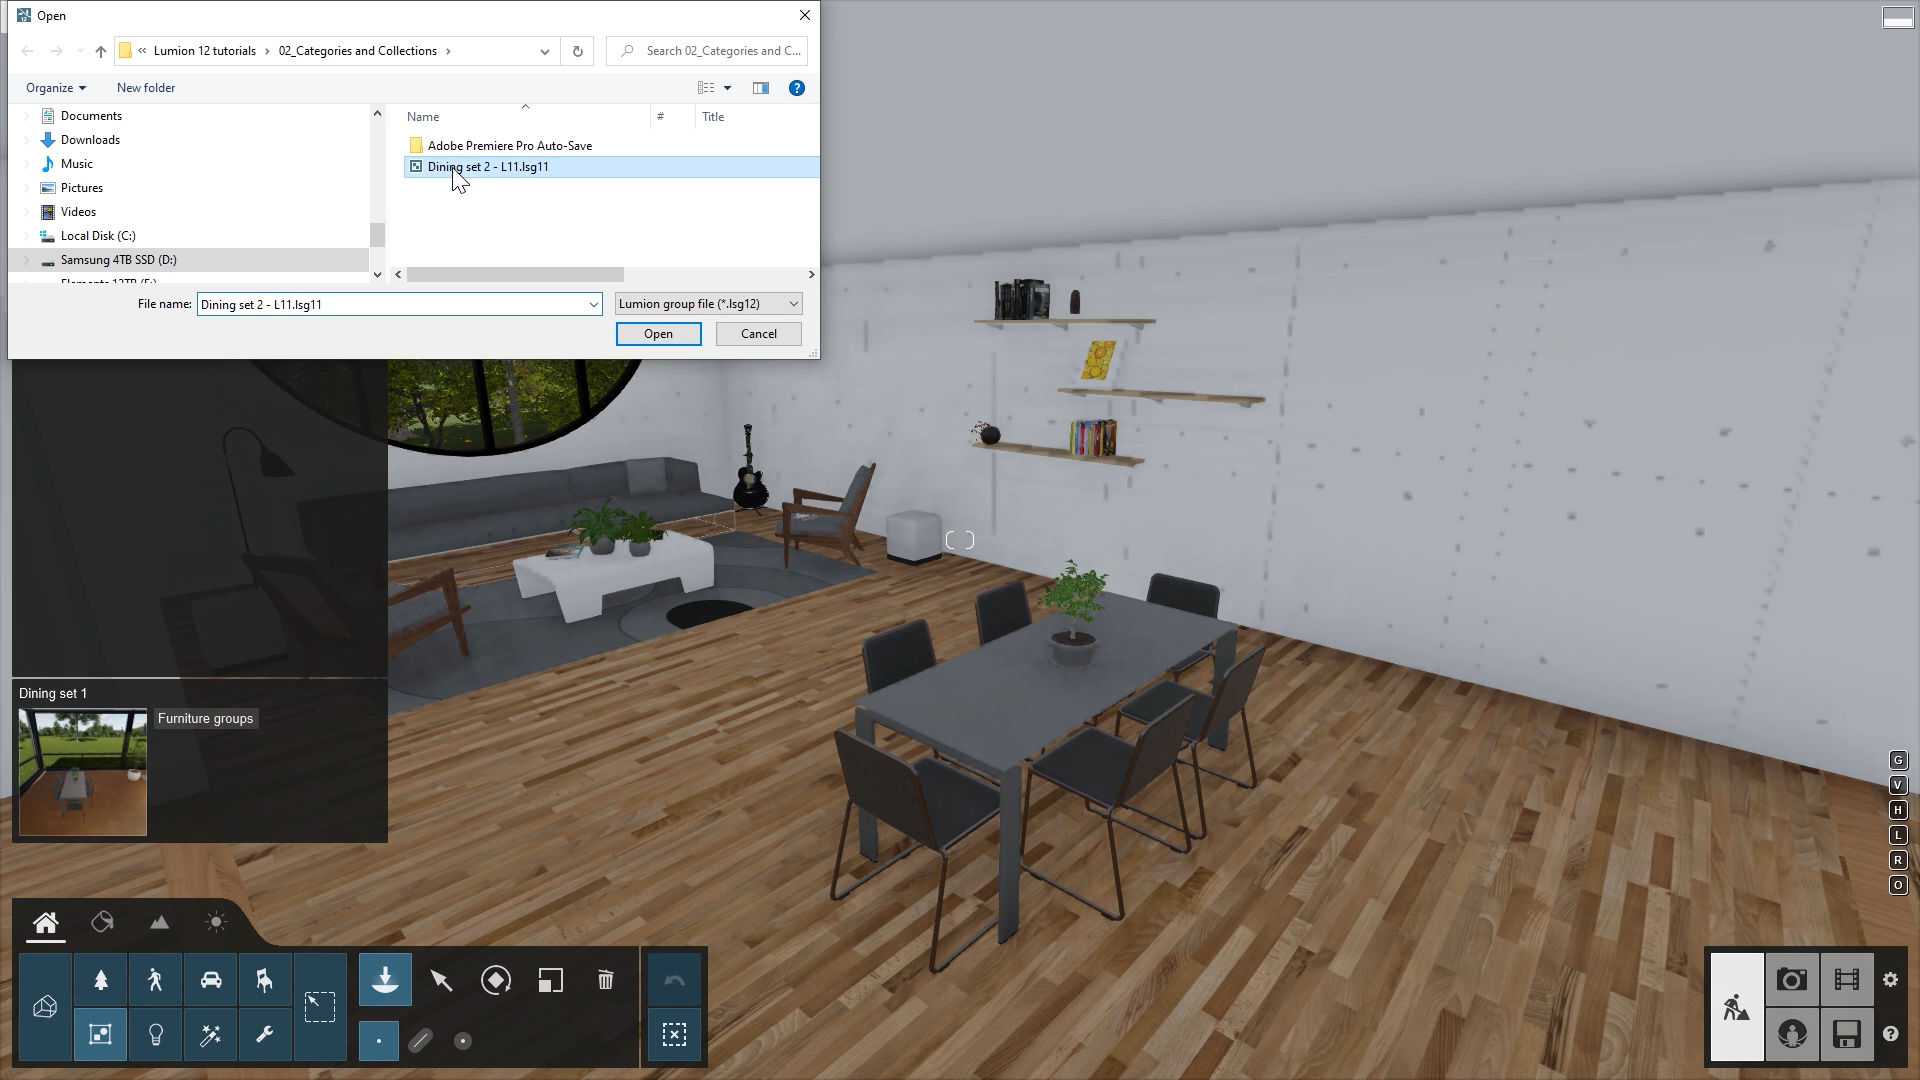 Open
« Lumion 12 tutorials › 02_Categories and Collections ›
Search 02_Categories and C...
Organize
New folder
Documents
Downloads
Music
Pictures
Videos
Local Disk (C:)
Samsung 4TB SSD (D:)
Elements 12TB (F:)
Name
#
Title
Adobe Premiere Pro Auto-Save
Dining set 2 - L11.lsg11
File name:
Dining set 2 - L11.lsg11
Lumion group file (*.lsg12)
Open
Cancel
Dining set 1
Furniture groups
G
V
H
L
R
O